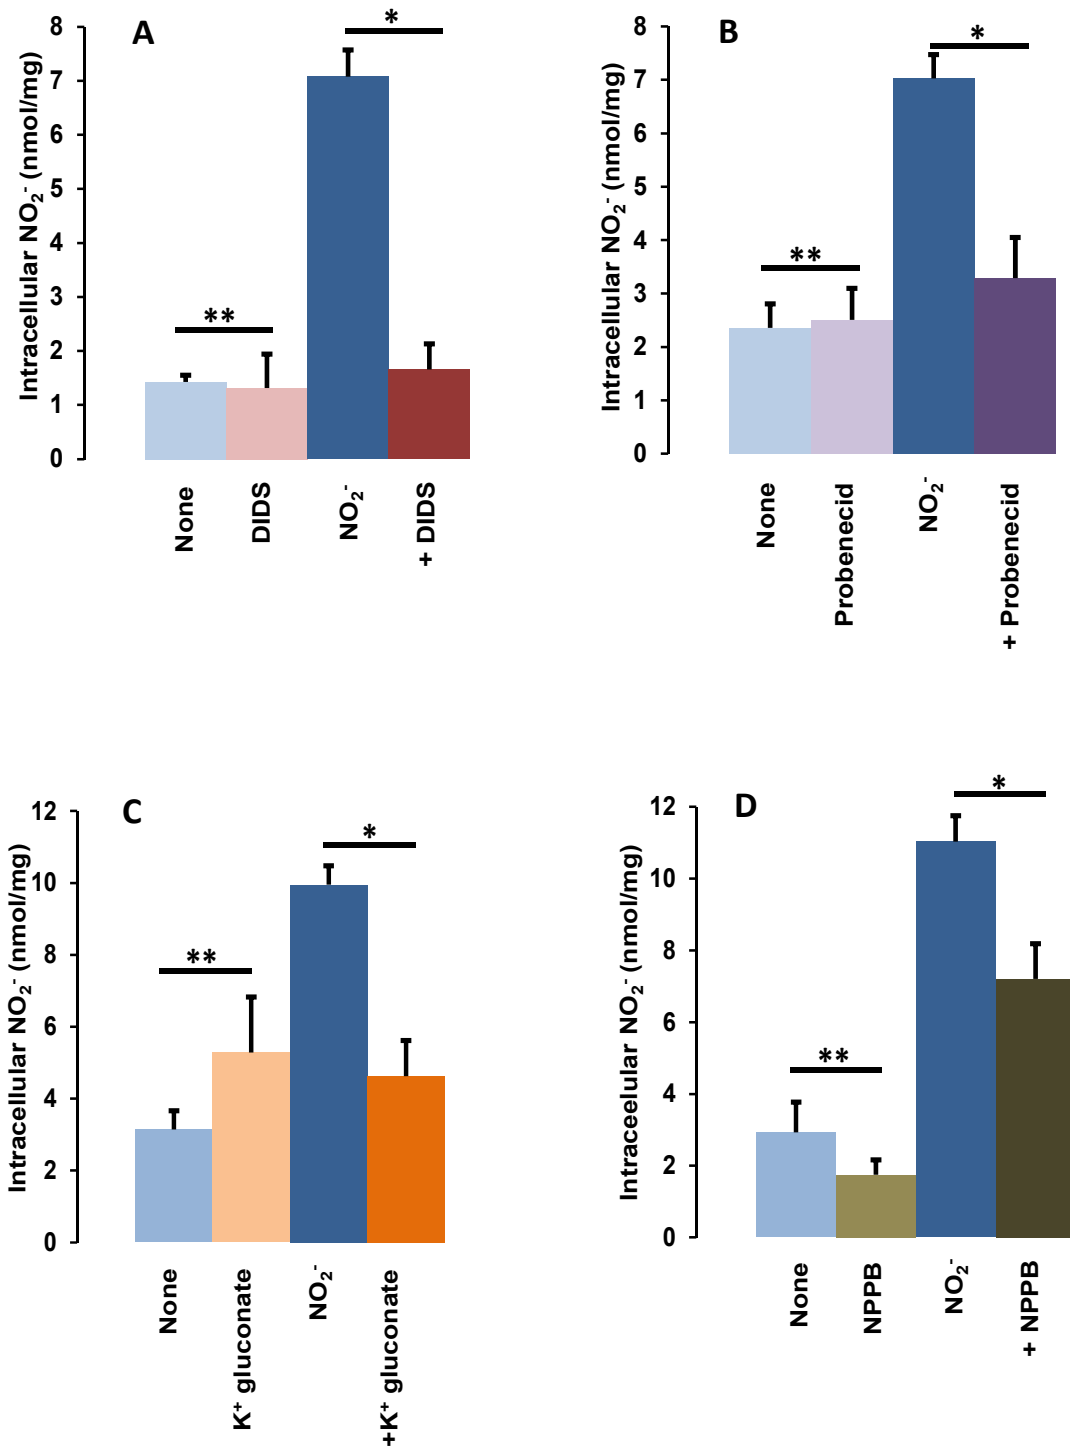 A
*
**
Intracellular NO₂⁻ (nmol/mg)
8
7
6
5
4
3
2
1
0
None
DIDS
NO₂⁻
+ DIDS
B
*
**
Intracellular NO₂⁻ (nmol/mg)
8
7
6
5
4
3
2
1
0
None
Probenecid
NO₂⁻
+ Probenecid
C
*
**
Intracellular NO₂⁻ (nmol/mg)
12
10
8
6
4
2
0
None
K⁺ gluconate
NO₂⁻
+K⁺ gluconate
D
*
**
Intraceelular NO₂⁻ (nmol/mg)
12
10
8
6
4
2
0
None
NPPB
NO₂⁻
+ NPPB